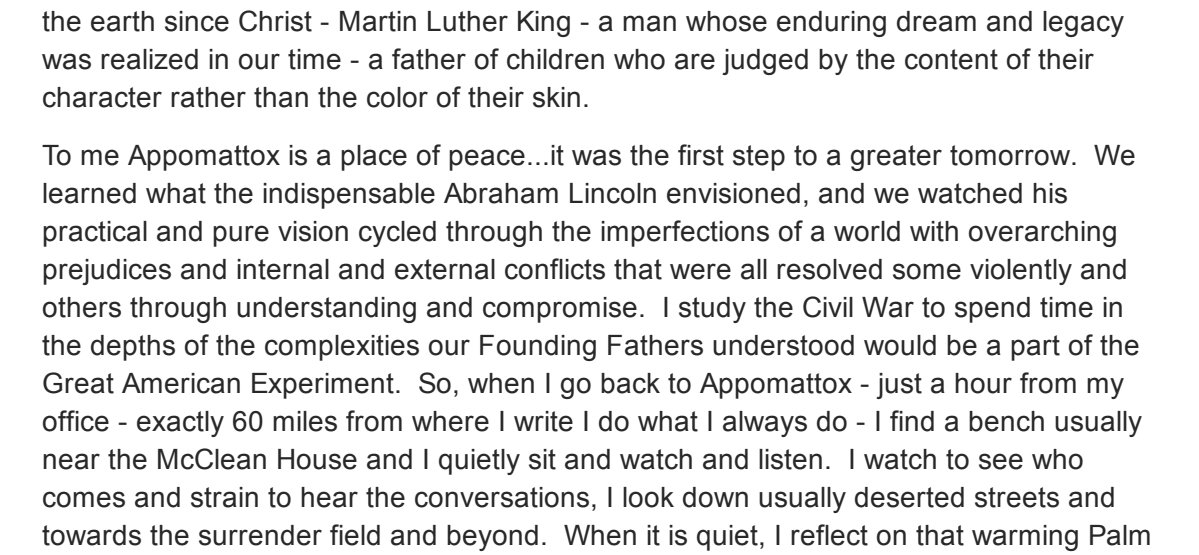 the earth since Christ - Martin Luther King - a man whose enduring dream and legacy
was realized in our time - a father of children who are judged by the content of their
character rather than the color of their skin.
To me Appomattox is a place of peace...it was the first step to a greater tomorrow.  We
learned what the indispensable Abraham Lincoln envisioned, and we watched his
practical and pure vision cycled through the imperfections of a world with overarching
prejudices and internal and external conflicts that were all resolved some violently and
others through understanding and compromise.  I study the Civil War to spend time in
the depths of the complexities our Founding Fathers understood would be a part of the
Great American Experiment.  So, when I go back to Appomattox - just a hour from my
office - exactly 60 miles from where I write I do what I always do - I find a bench usually
near the McClean House and I quietly sit and watch and listen.  I watch to see who
comes and strain to hear the conversations, I look down usually deserted streets and
towards the surrender field and beyond.  When it is quiet, I reflect on that warming Palm